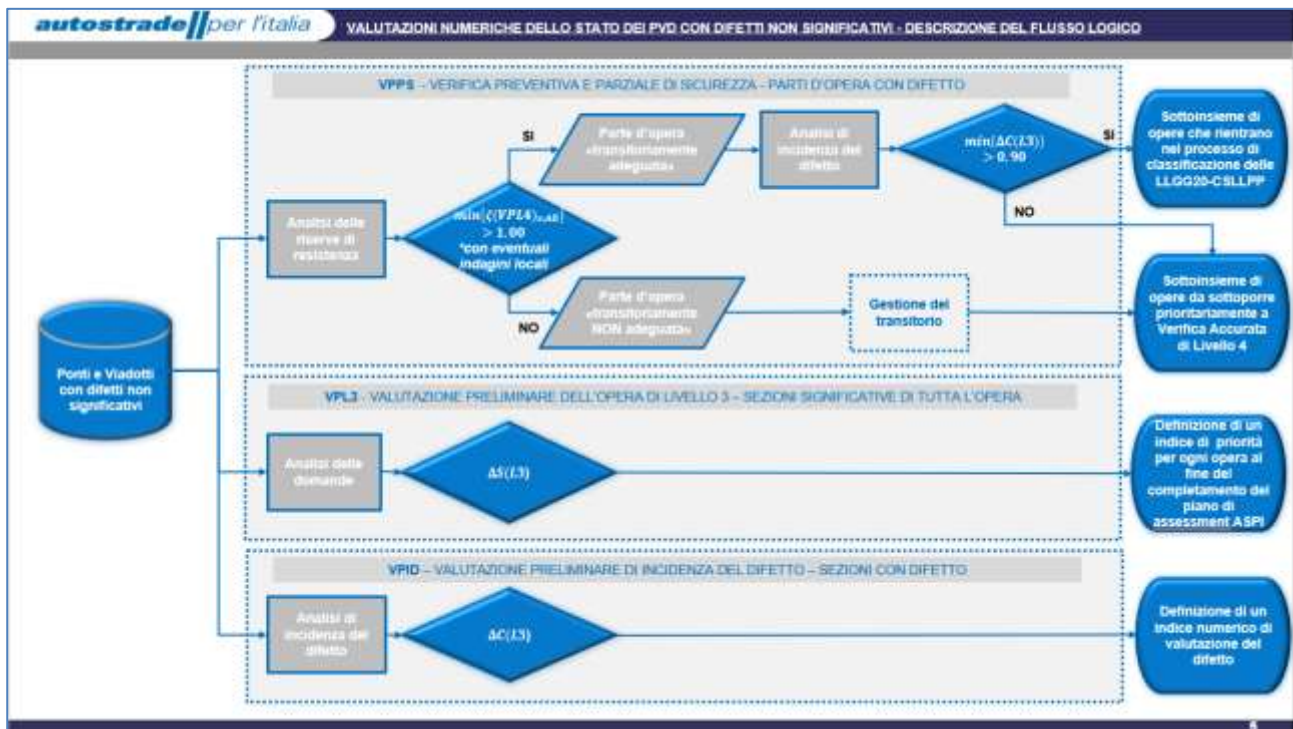 autostrade//per l'italia
VALUTAZIONI NUMERICHE DELLO STATO DEI PVD CON DIFETTI NON SIGNIFICATIVI - DESCRIZIONE DEL FLUSSO LOGICO
VPPS – VERIFICA PREVENTIVA E PARZIALE DI SICUREZZA - PARTI D'OPERA CON DIFETTO
SI
Parte d'opera
«transitoriamente
adeguata»
Analisi di
incidenza del
difetto
min(ΔC(L3))
> 0.90
SI
Sottoinsieme di
opere che rientrano
nel processo di
classificazione delle
LLGG20-CSLLPP
NO
Analisi delle
riserve di
resistenza
> 1.00
*con eventuali
indagini locali
NO
Parte d'opera
«transitoriamente
NON adeguata»
Gestione del
transitorio
Sottoinsieme di
opere da sottoporre
prioritariamente a
Verifica Accurata
di Livello 4
Ponti e Viadotti
con difetti non
significativi
VPL3 - VALUTAZIONE PRELIMINARE DELL'OPERA DI LIVELLO 3 – SEZIONI SIGNIFICATIVE DI TUTTA L'OPERA
Analisi delle
domande
ΔS(L3)
Definizione di un
indice di priorità
per ogni opera al
fine del
completamento del
piano di
assessment ASPI
VPID – VALUTAZIONE PRELIMINARE DI INCIDENZA DEL DIFETTO – SEZIONI CON DIFETTO
Analisi di
incidenza del
difetto
ΔC(L3)
Definizione di un
indice numerico di
valutazione del
difetto